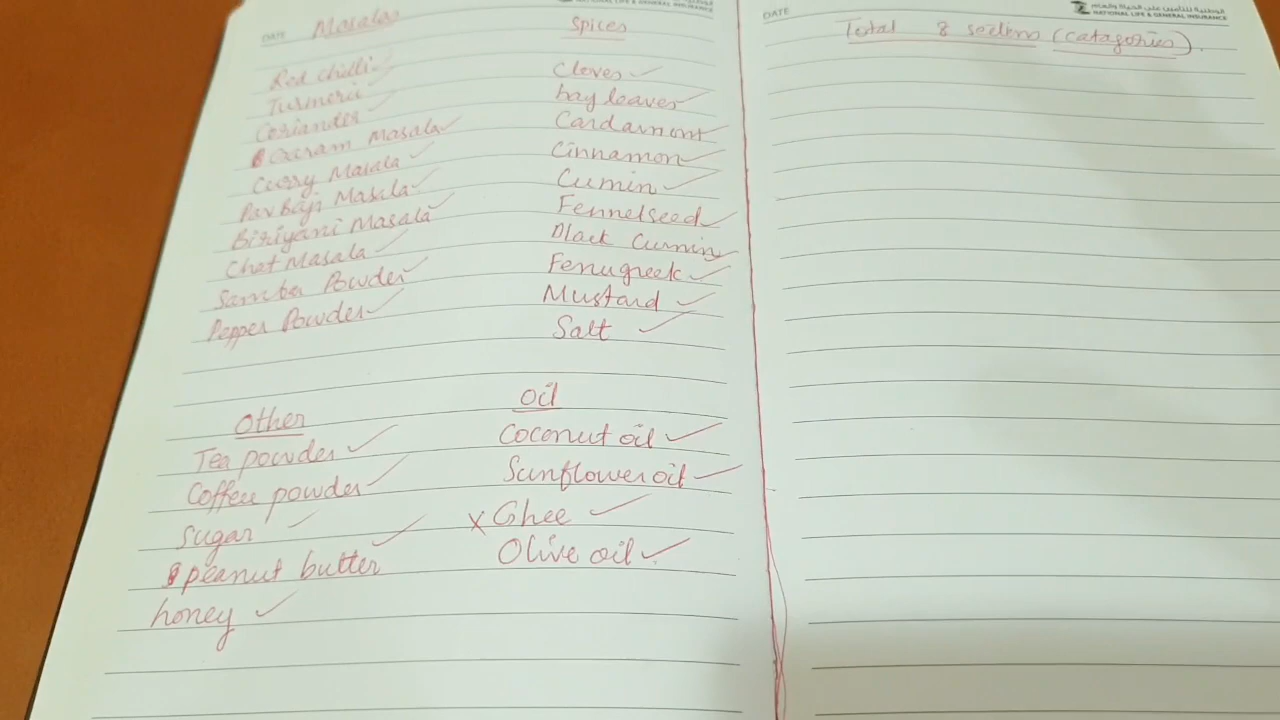 DATE
Masalas
Red chilli
Turmeric
Coriander
Garam Masala
Curry Masala
Pav Baji Masala
Biriyani Masala
Chat Masala
Samba Powder
Pepper Powder
Spices
Cloves
bay leaves
Cardamom
Cinnamon
Cumin
Fennelseed
Black Cumin
Fenugreek
Mustard
Salt
Other
Tea powder
Coffee powder
Sugar
peanut butter
honey
Oil
Coconut oil
Sunflower oil
x Ghee
Olive oil
DATE
NATIONAL LIFE & GENERAL INSURANCE
Total 8 sections (catagories).